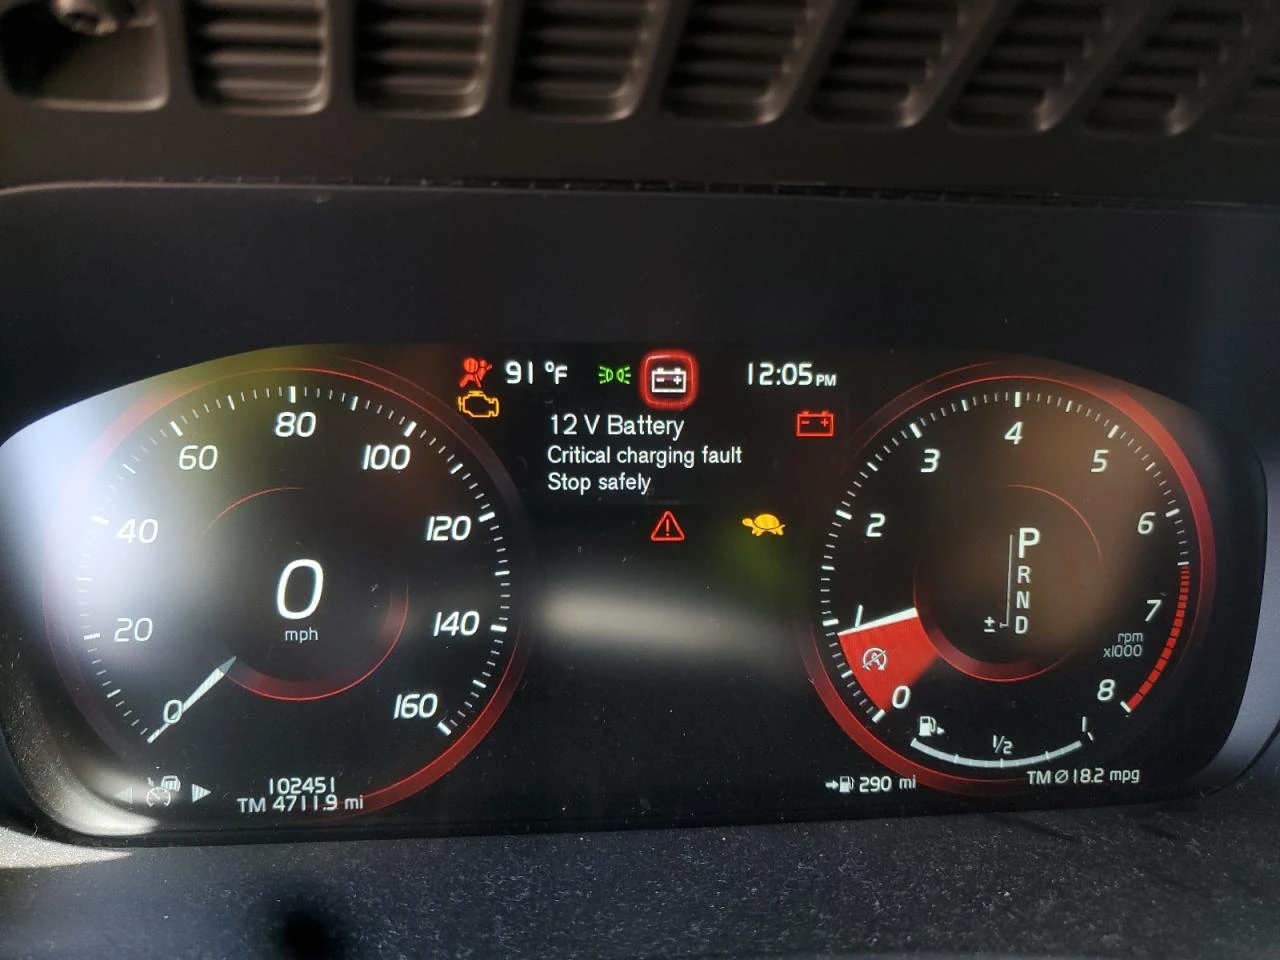 91 °F
12:05 PM
12 V Battery
Critical charging fault
Stop safely
0
20
40
60
80
100
120
140
160
0
mph
102451
TM 4711.9 mi
0
1
2
3
4
5
6
7
8
rpm
x1000
P
R
N
± D
1/2
1
290 mi
TM ∅ 18.2 mpg